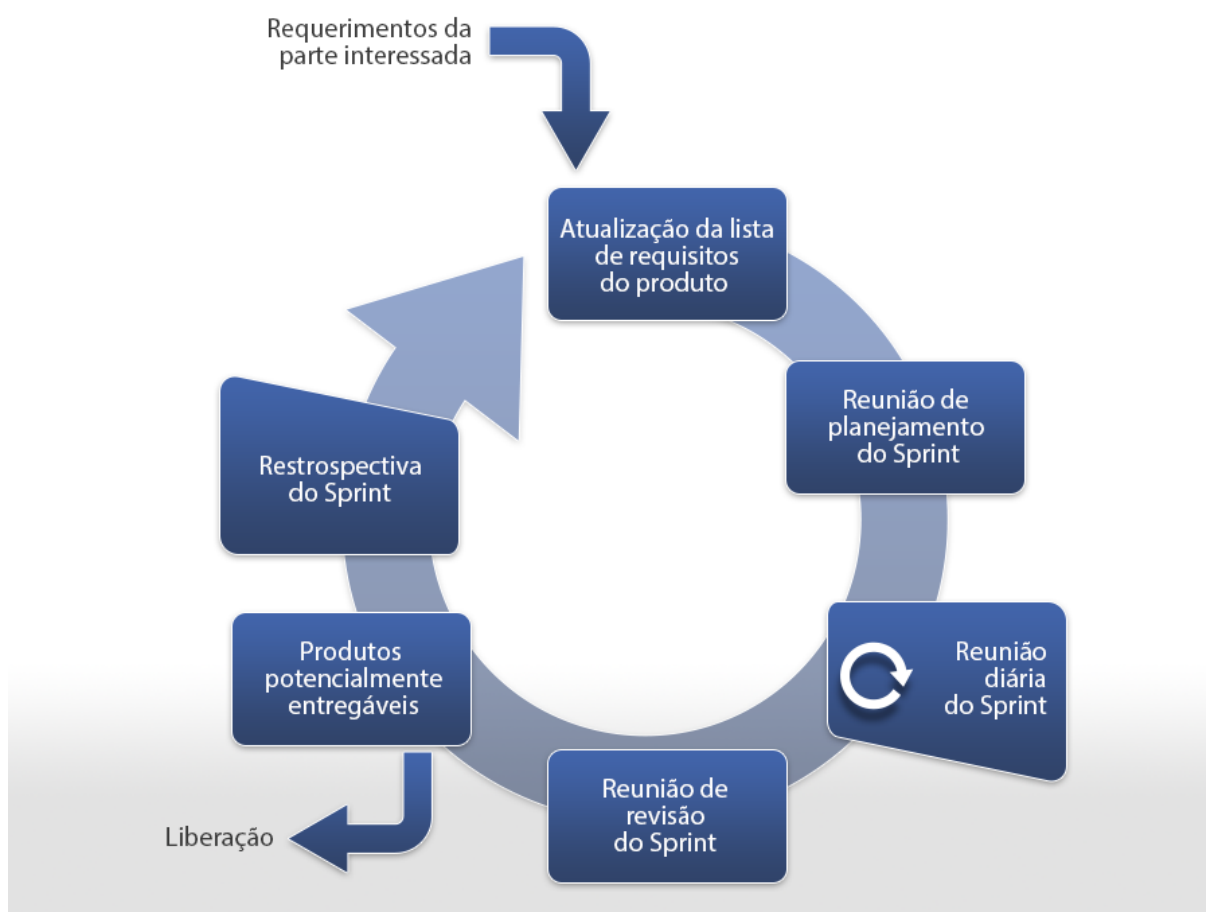 Requerimentos da
parte interessada
Atualização da lista
de requisitos
do produto
Reunião de
planejamento
do Sprint
Reunião
diária
do Sprint
Reunião de
revisão
do Sprint
Produtos
potencialmente
entregáveis
Liberação
Restrospectiva
do Sprint